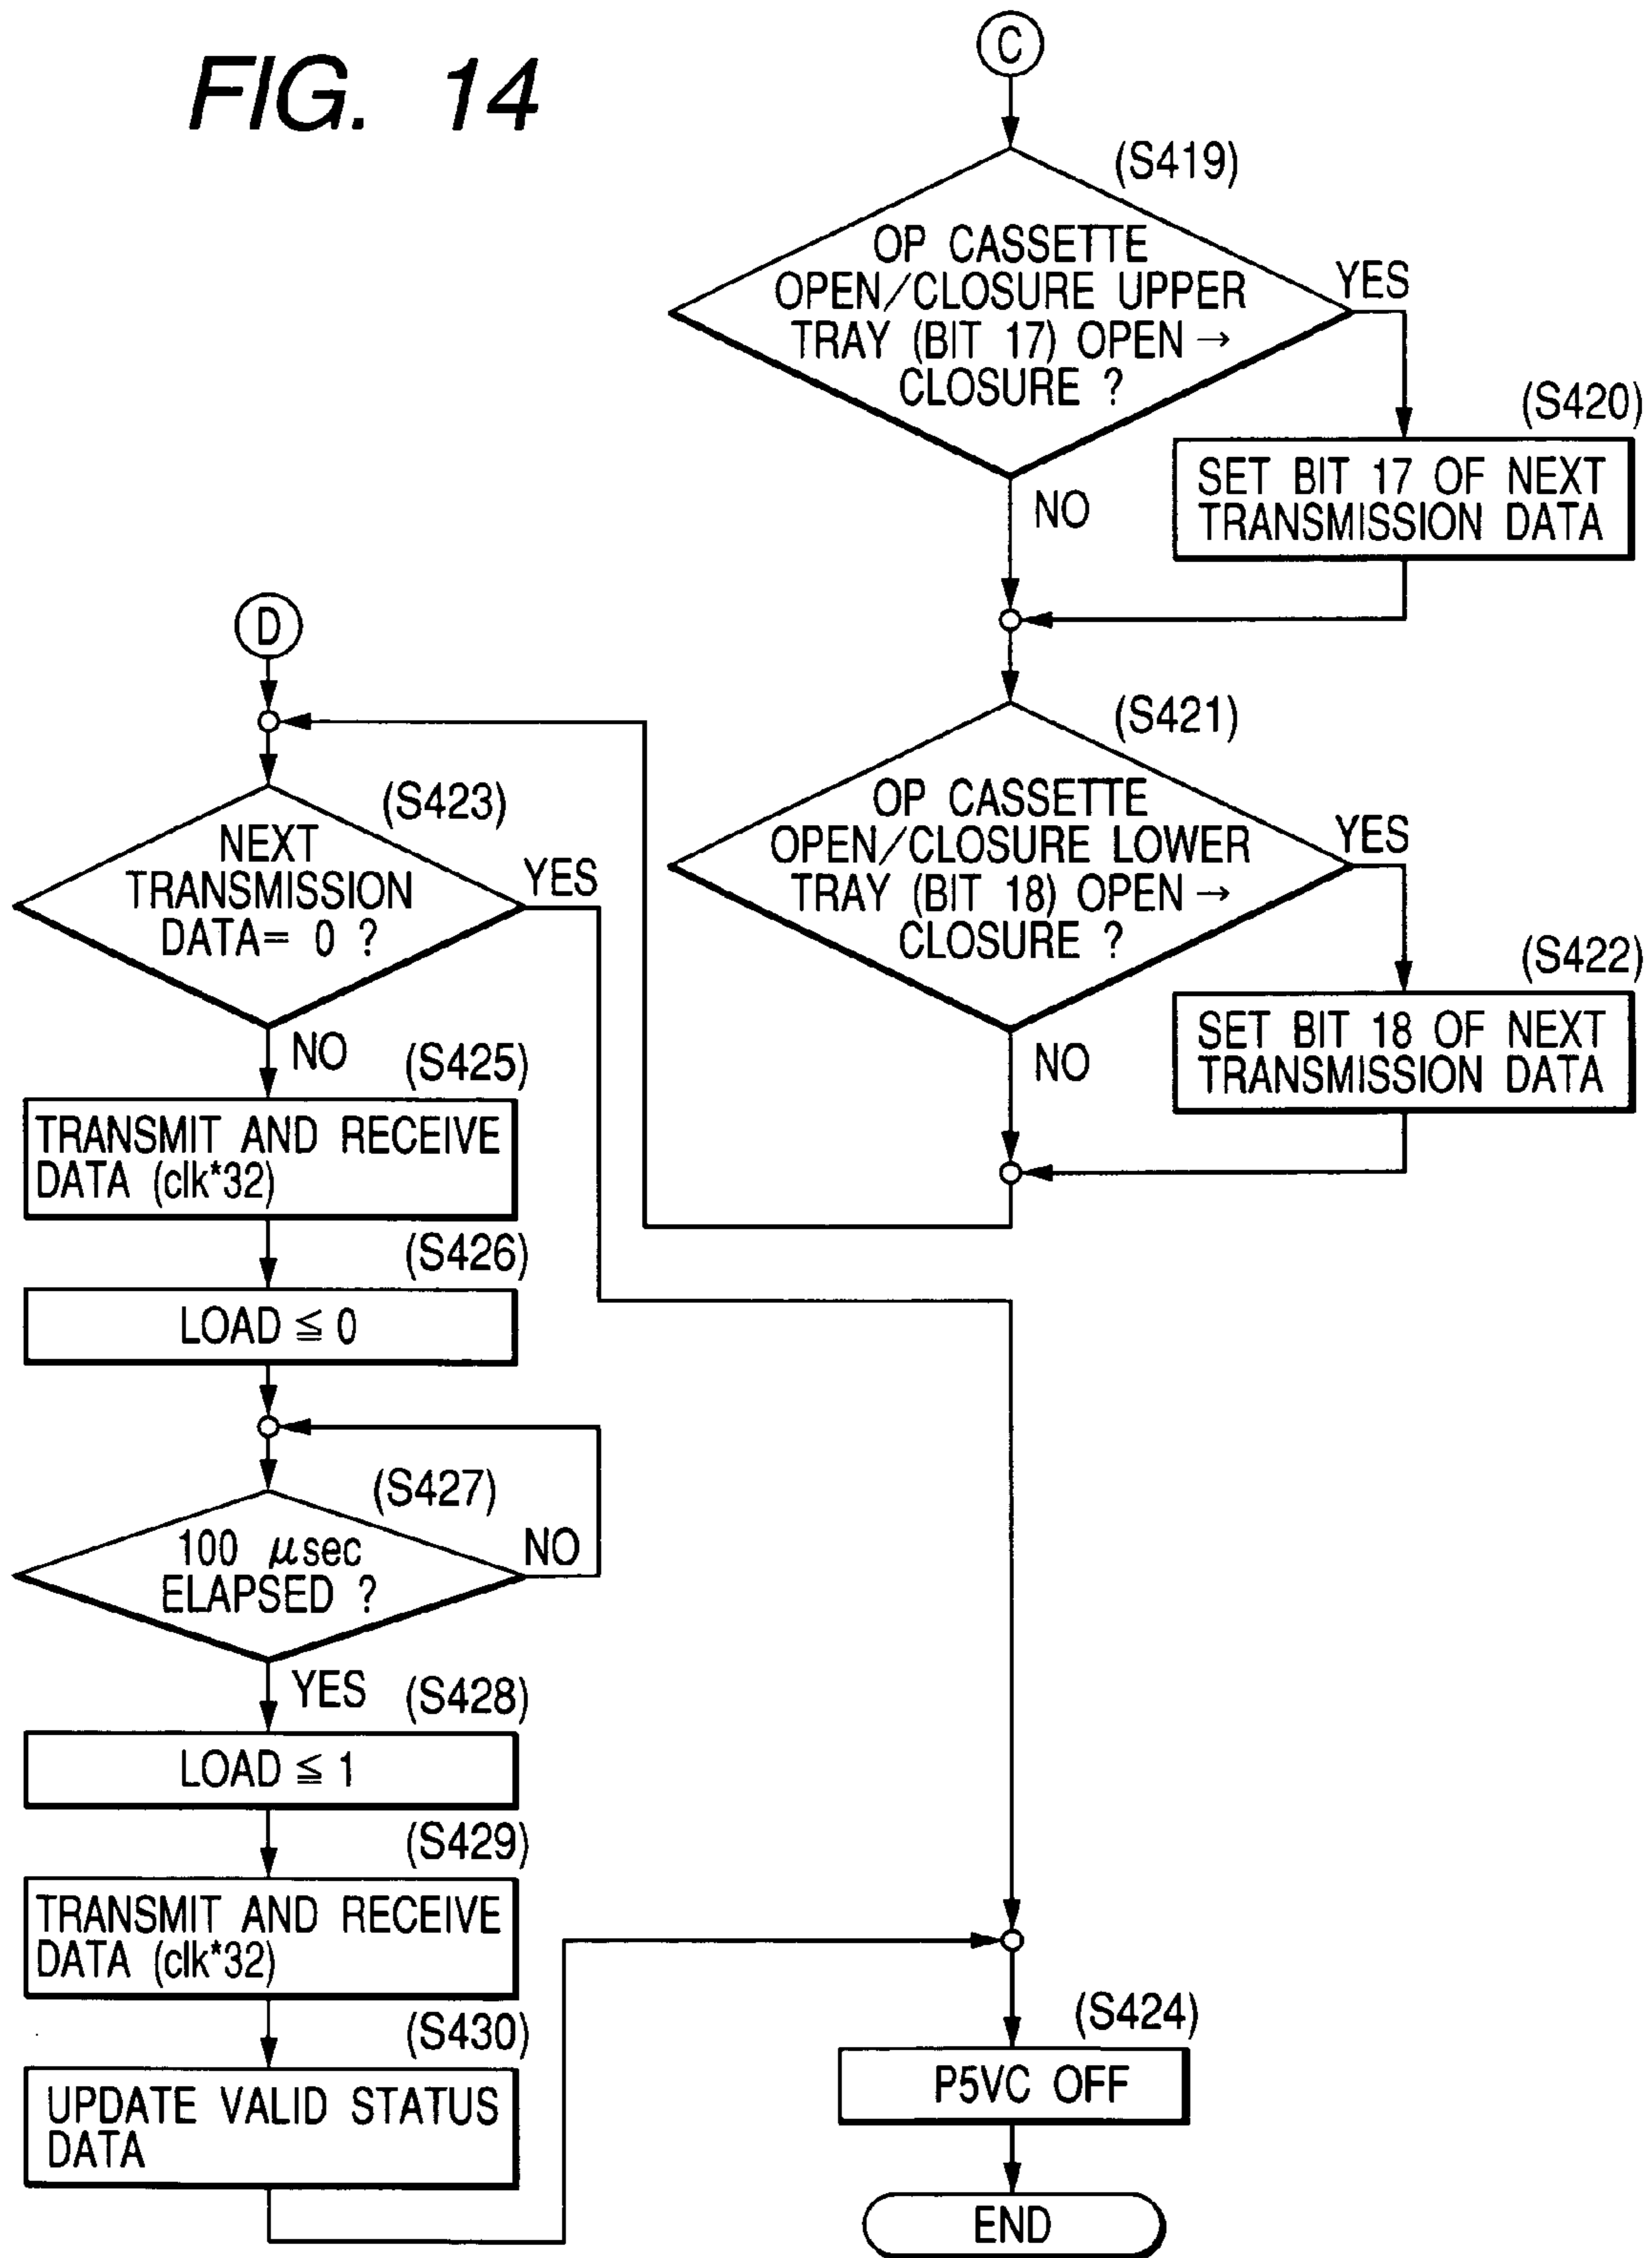 FIG. 14
C
(S419)
OP CASSETTE
OPEN/CLOSURE UPPER
TRAY (BIT 17) OPEN →
CLOSURE ?
YES
NO
(S420)
SET BIT 17 OF NEXT
TRANSMISSION DATA
(S421)
OP CASSETTE
OPEN/CLOSURE LOWER
TRAY (BIT 18) OPEN →
CLOSURE ?
YES
NO
(S422)
SET BIT 18 OF NEXT
TRANSMISSION DATA
D
(S423)
NEXT
TRANSMISSION
DATA= 0 ?
YES
NO
(S425)
TRANSMIT AND RECEIVE
DATA (clk*32)
(S426)
LOAD ≦ 0
(S427)
100 μsec
ELAPSED ?
NO
YES
(S428)
LOAD ≦ 1
(S429)
TRANSMIT AND RECEIVE
DATA (clk*32)
(S430)
UPDATE VALID STATUS
DATA
(S424)
P5VC OFF
END